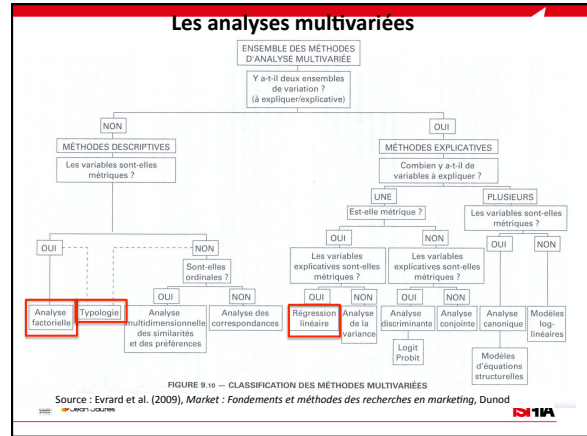 Les analyses multivariées
ENSEMBLE DES MÉTHODES
D'ANALYSE MULTIVARIÉE
Y a-t-il deux ensembles
de variation ?
(à expliquer/explicative)
NON
OUI
MÉTHODES DESCRIPTIVES
MÉTHODES EXPLICATIVES
Les variables sont-elles
métriques ?
Combien y a-t-il de
variables à expliquer ?
UNE
PLUSIEURS
Est-elle métrique ?
Les variables sont-elles
métriques ?
OUI
NON
OUI
NON
OUI
NON
Sont-elles
ordinales ?
Les variables
explicatives sont-elles
métriques ?
Les variables
explicatives sont-elles
métriques ?
OUI
NON
OUI
NON
OUI
NON
Analyse
factorielle
Typologie
Analyse
multidimensionnelle
des similarités
et des préférences
Analyse des
correspondances
Régression
linéaire
Analyse
de la
variance
Analyse
discriminante
Analyse
conjointe
Analyse
canonique
Modèles
log-
linéaires
Logit
Probit
Modèles
d'équations
structurelles
FIGURE 9.10 — CLASSIFICATION DES MÉTHODES MULTIVARIÉES
Source : Evrard et al. (2009), Market : Fondements et méthodes des recherches en marketing, Dunod
Jean Jaurès